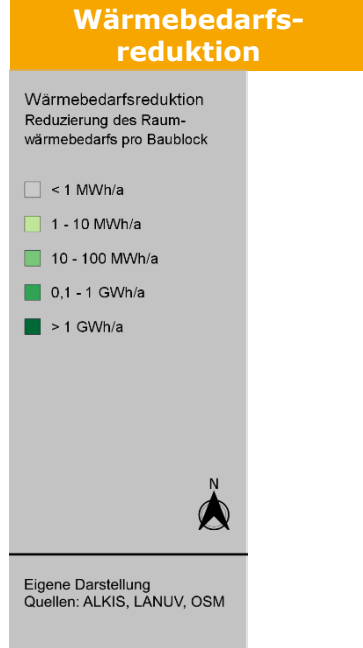 Wärmebedarfs-
reduktion
Wärmebedarfsreduktion
Reduzierung des Raum-
wärmebedarfs pro Baublock
< 1 MWh/a
1 - 10 MWh/a
10 - 100 MWh/a
0,1 - 1 GWh/a
> 1 GWh/a
N
Eigene Darstellung
Quellen: ALKIS, LANUV, OSM